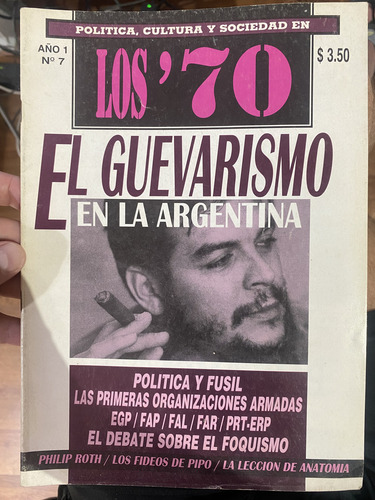 POLITICA, CULTURA Y SOCIEDAD EN
AÑO 1
Nº 7
LOS '70
$ 3.50
EL GUEVARISMO
EN LA ARGENTINA
POLITICA Y FUSIL
LAS PRIMERAS ORGANIZACIONES ARMADAS
EGP / FAP / FAL / FAR / PRT-ERP
EL DEBATE SOBRE EL FOQUISMO
PHILIP ROTH / LOS FIDEOS DE PIPO / LA LECCION DE ANATOMIA